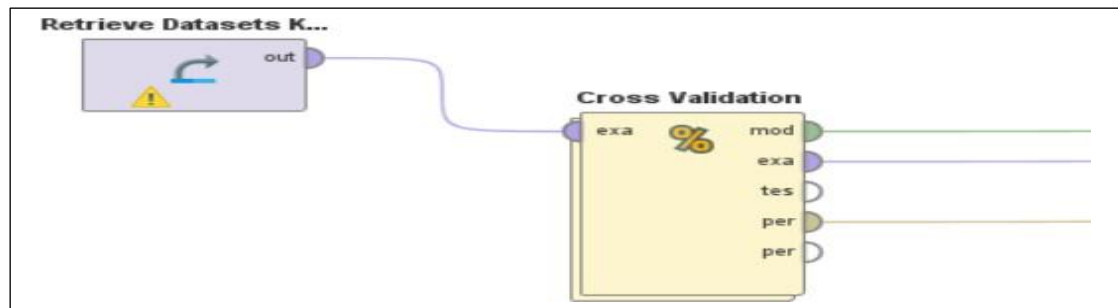 Retrieve Datasets K...
out
Cross Validation
exa
mod
exa
tes
per
per